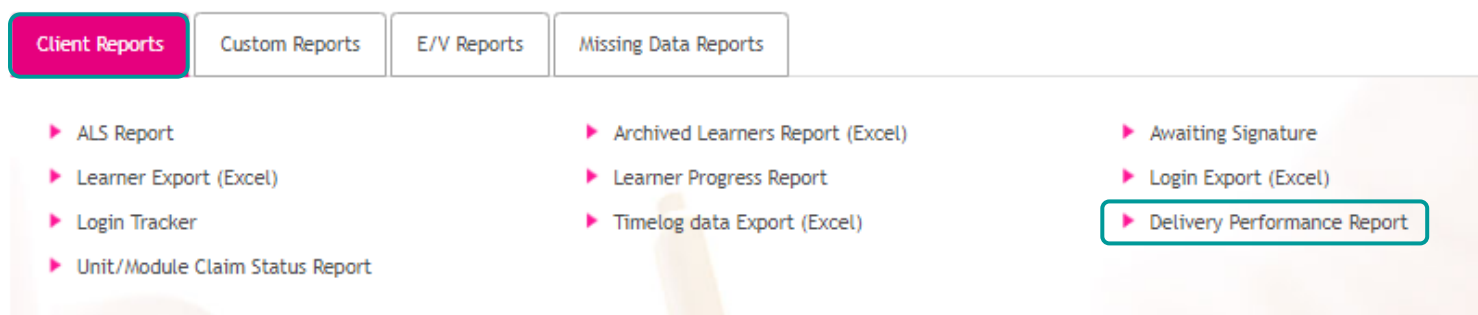 Client Reports Custom Reports E/V Reports Missing Data Reports
ALS Report Archived Learners Report (Excel) Awaiting Signature
Learner Export (Excel) Learner Progress Report Login Export (Excel)
Login Tracker Timelog data Export (Excel) Delivery Performance Report
Unit/Module Claim Status Report